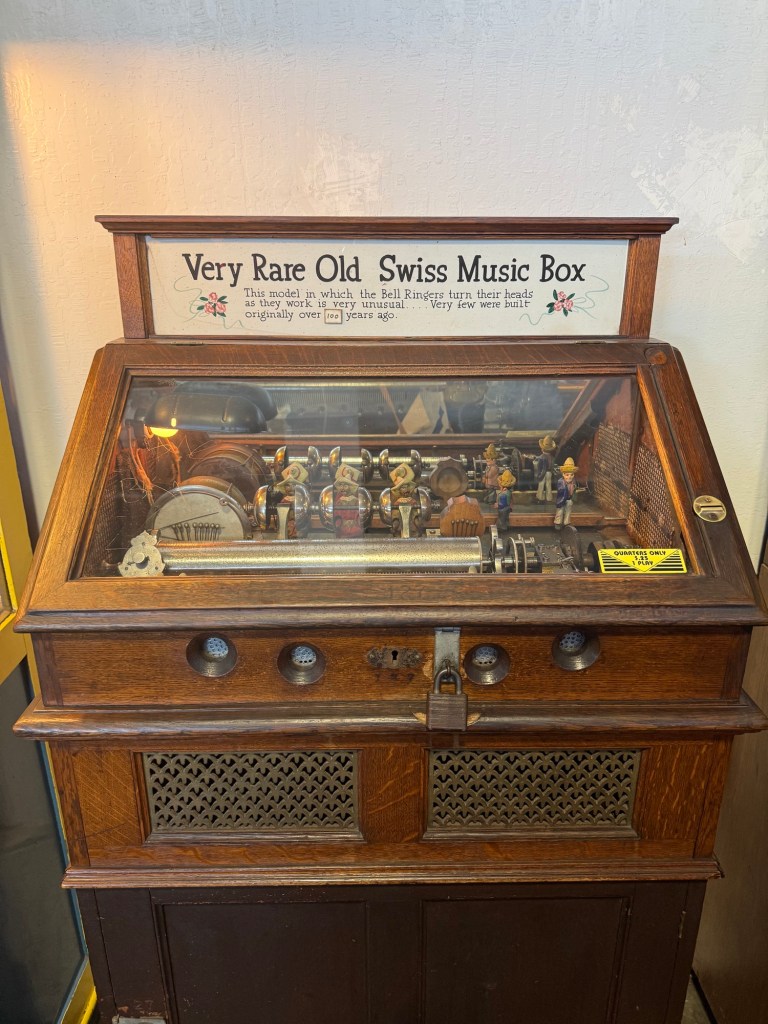 Very Rare Old Swiss Music Box
This model in which the Bell Ringers turn their heads
as they work is very unusual.... Very few were built
originally over 100 years ago.
QUARTERS ONLY
$.25
1 PLAY